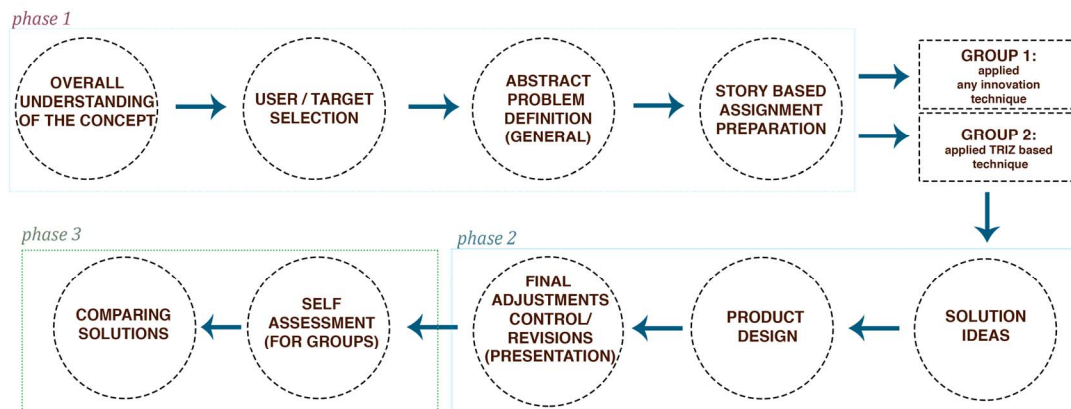 phase 1
OVERALL
UNDERSTANDING
OF THE CONCEPT
USER / TARGET
SELECTION
ABSTRACT
PROBLEM
DEFINITION
(GENERAL)
STORY BASED
ASSIGNMENT
PREPARATION
GROUP 1:
applied
any innovation
technique
GROUP 2:
applied TRIZ based
technique
phase 2
SOLUTION
IDEAS
PRODUCT
DESIGN
FINAL
ADJUSTMENTS
CONTROL/
REVISIONS
(PRESENTATION)
phase 3
SELF
ASSESSMENT
(FOR GROUPS)
COMPARING
SOLUTIONS